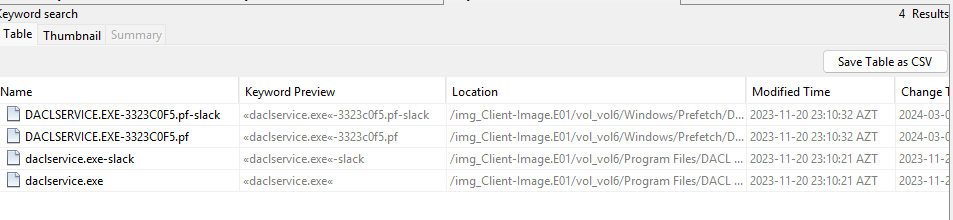 Keyword search 4 Results
Table Thumbnail Summary
Save Table as CSV
Name Keyword Preview Location Modified Time Change T
DACLSERVICE.EXE-3323C0F5.pf-slack «daclservice.exe«-3323c0f5.pf-slack /img_Client-Image.E01/vol_vol6/Windows/Prefetch/D... 2023-11-20 23:10:32 AZT 2024-03-0
DACLSERVICE.EXE-3323C0F5.pf «daclservice.exe«-3323c0f5.pf /img_Client-Image.E01/vol_vol6/Windows/Prefetch/D... 2023-11-20 23:10:32 AZT 2024-03-0
daclservice.exe-slack «daclservice.exe«-slack /img_Client-Image.E01/vol_vol6/Program Files/DACL ... 2023-11-20 23:10:21 AZT 2023-11-2
daclservice.exe «daclservice.exe« /img_Client-Image.E01/vol_vol6/Program Files/DACL ... 2023-11-20 23:10:21 AZT 2023-11-2